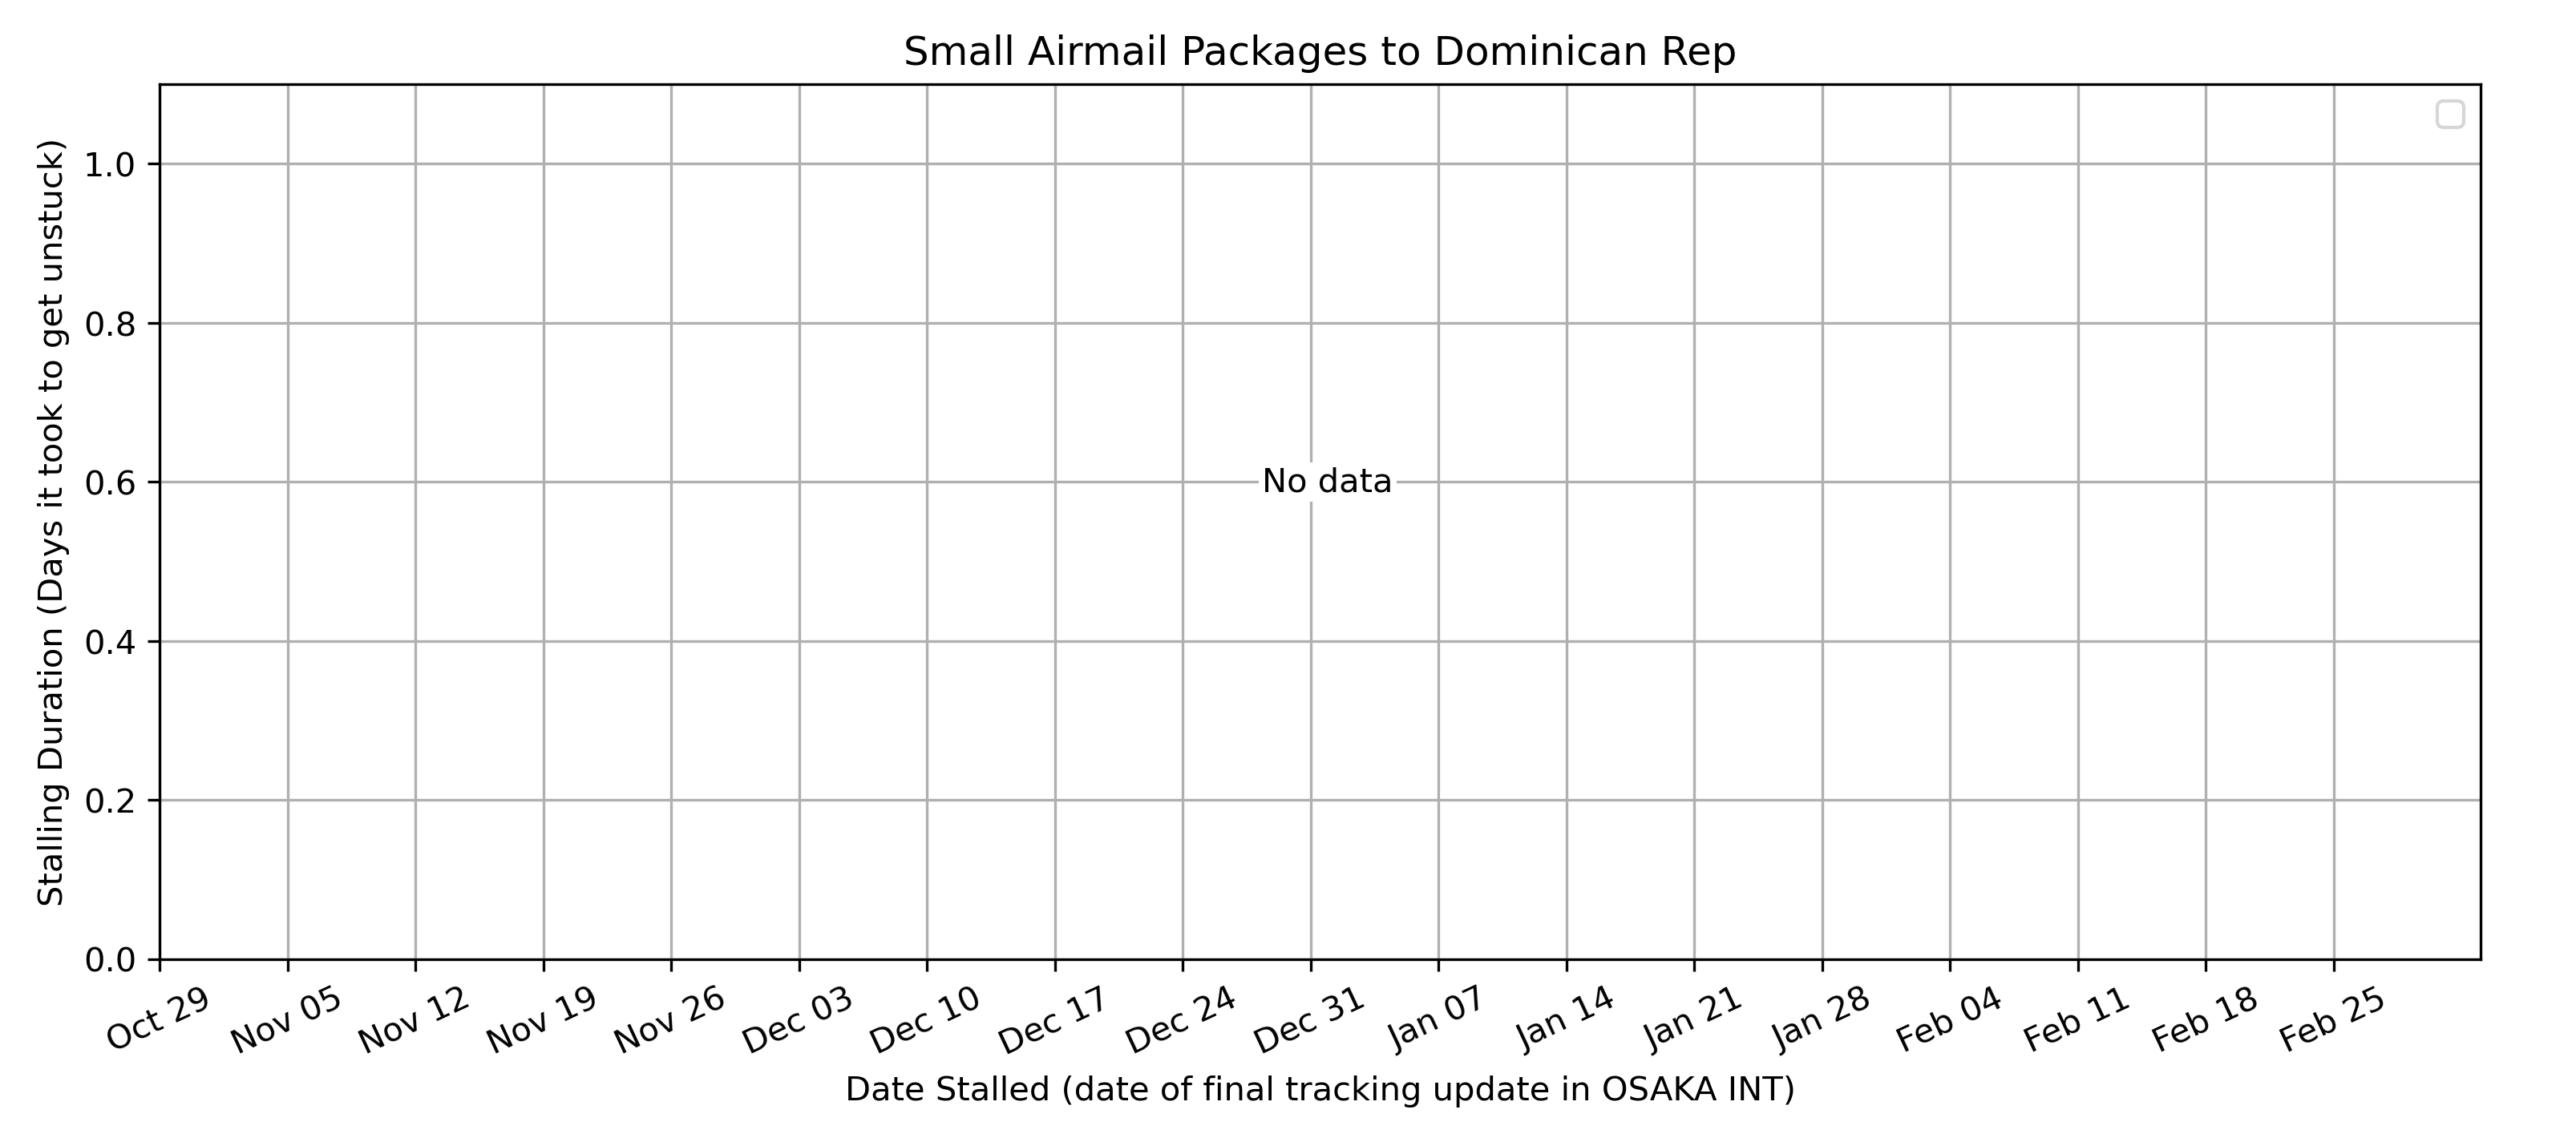 Small Airmail Packages to Dominican Rep
Stalling Duration (Days it took to get unstuck)
1.0
0.8
0.6
0.4
0.2
0.0
No data
Oct 29 Nov 05 Nov 12 Nov 19 Nov 26 Dec 03 Dec 10 Dec 17 Dec 24 Dec 31 Jan 07 Jan 14 Jan 21 Jan 28 Feb 04 Feb 11 Feb 18 Feb 25
Date Stalled (date of final tracking update in OSAKA INT)